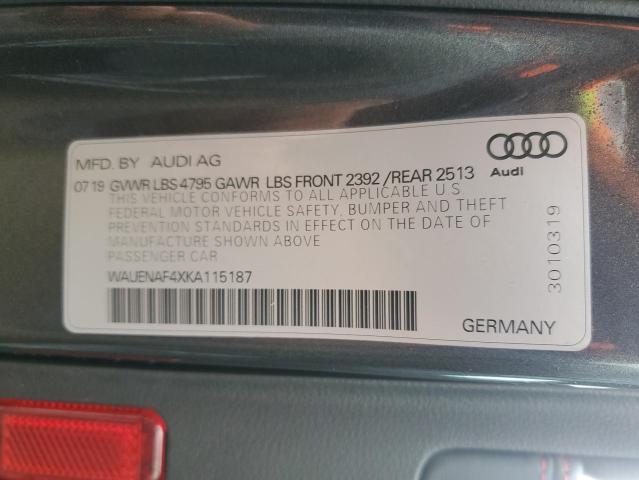 MFD. BY AUDI AG
Audi
07 19 GVWR LBS 4795 GAWR LBS FRONT 2392 /REAR 2513
THIS VEHICLE CONFORMS TO ALL APPLICABLE U.S.
FEDERAL MOTOR VEHICLE SAFETY, BUMPER AND THEFT
PREVENTION STANDARDS IN EFFECT ON THE DATE OF
MANUFACTURE SHOWN ABOVE
PASSENGER CAR
WAUENAF4XKA115187
3010319
GERMANY